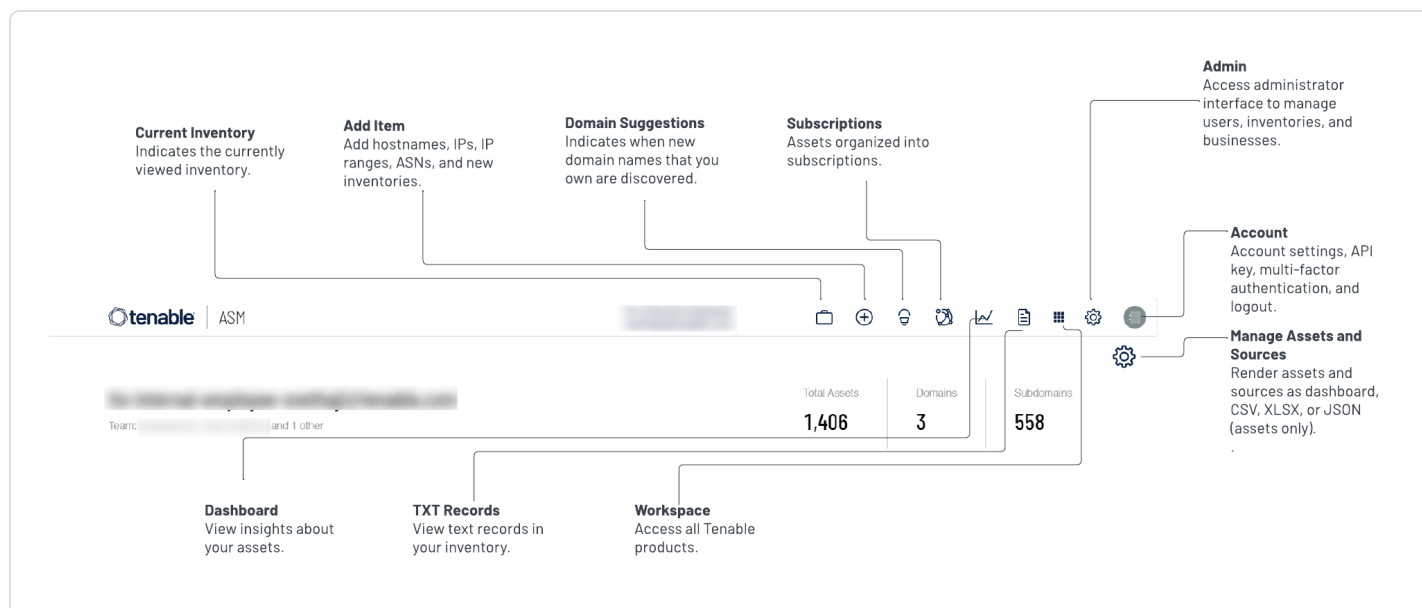 Admin
Access administrator
interface to manage
users, inventories, and
businesses.
Current Inventory
Indicates the currently
viewed inventory.
Add Item
Add hostnames, IPs, IP
ranges, ASNs, and new
inventories.
Domain Suggestions
Indicates when new
domain names that you
own are discovered.
Subscriptions
Assets organized into
subscriptions.
Account
Account settings, API
key, multi-factor
authentication, and
logout.
tenable ASM
Manage Assets and
Sources
Render assets and
sources as dashboard,
CSV, XLSX, or JSON
(assets only).
.
Total Assets
1,406
Domains
3
Subdomains
558
Team: and 1 other
Dashboard
View insights about
your assets.
TXT Records
View text records in
your inventory.
Workspace
Access all Tenable
products.